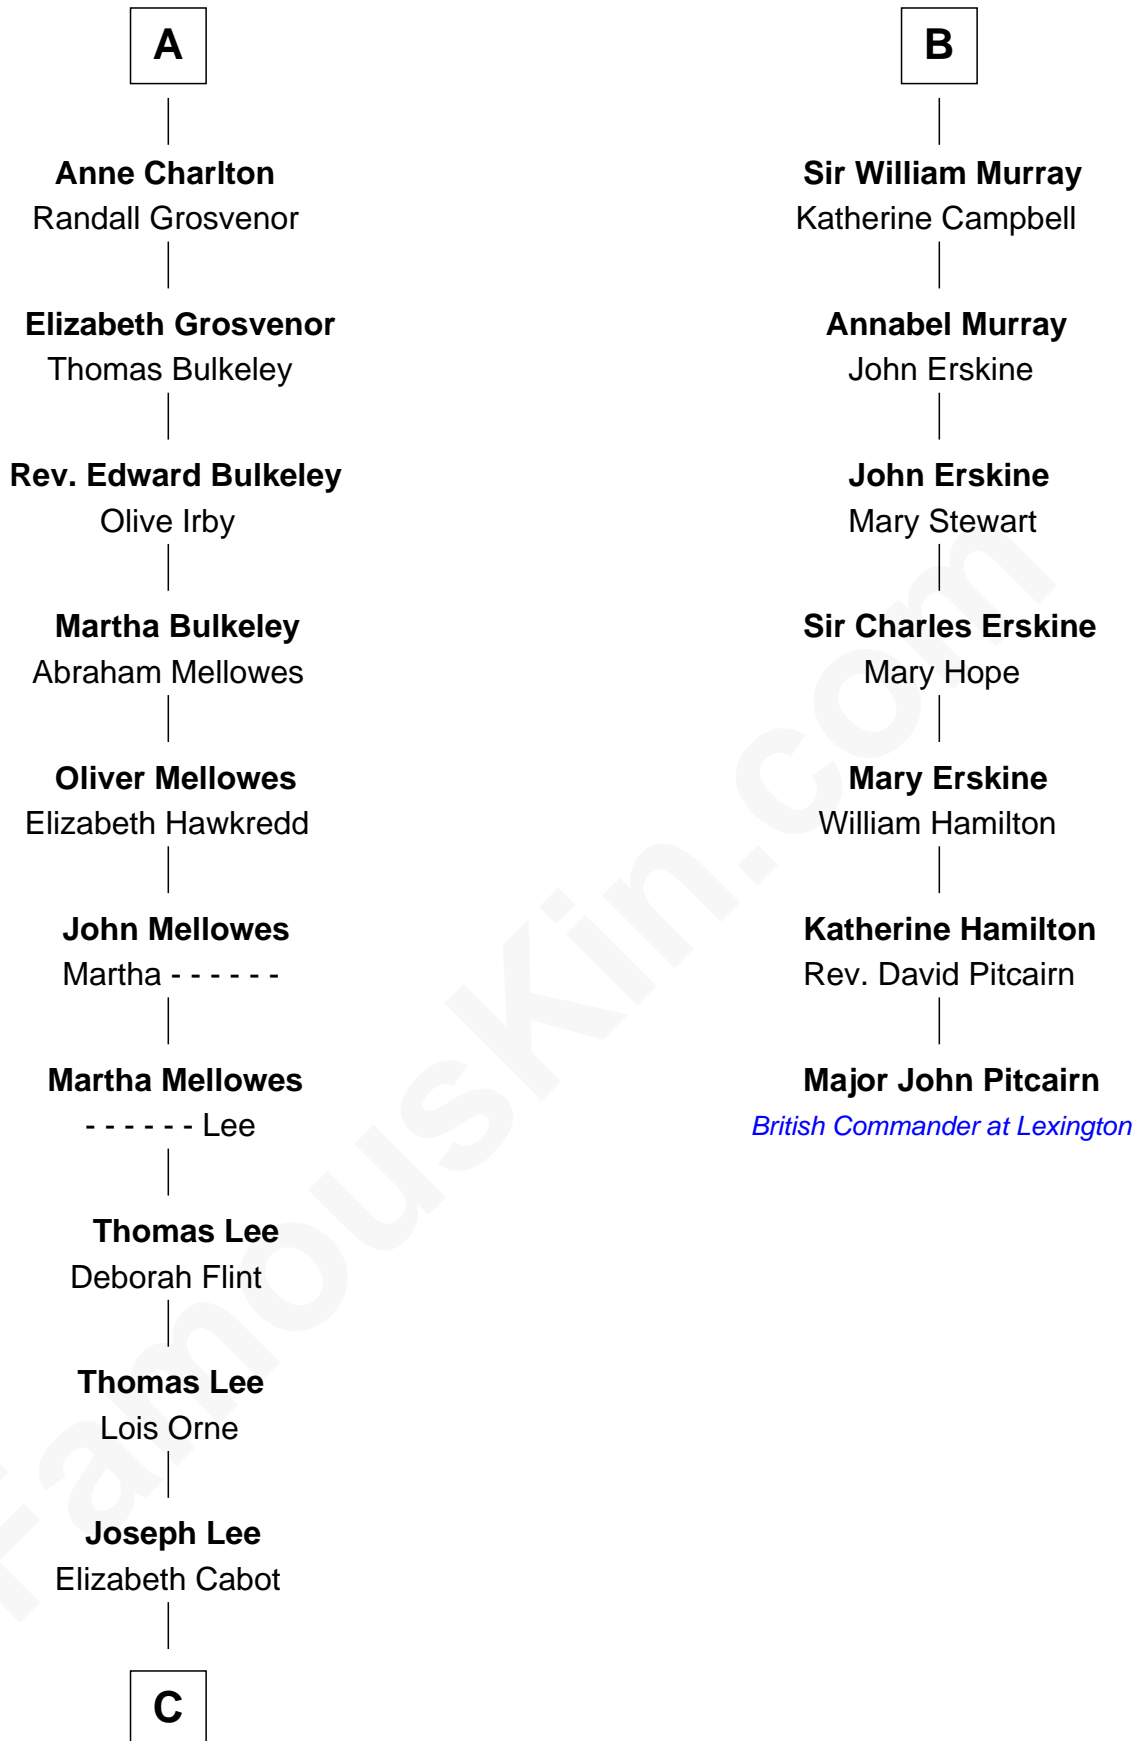 A
Anne Charlton
Randall Grosvenor
Elizabeth Grosvenor
Thomas Bulkeley
Rev. Edward Bulkeley
Olive Irby
Martha Bulkeley
Abraham Mellowes
Oliver Mellowes
Elizabeth Hawkredd
John Mellowes
Martha - - - - - -
Martha Mellowes
- - - - - - Lee
Thomas Lee
Deborah Flint
Thomas Lee
Lois Orne
Joseph Lee
Elizabeth Cabot
C
B
Sir William Murray
Katherine Campbell
Annabel Murray
John Erskine
John Erskine
Mary Stewart
Sir Charles Erskine
Mary Hope
Mary Erskine
William Hamilton
Katherine Hamilton
Rev. David Pitcairn
Major John Pitcairn
British Commander at Lexington
FamousKin.com